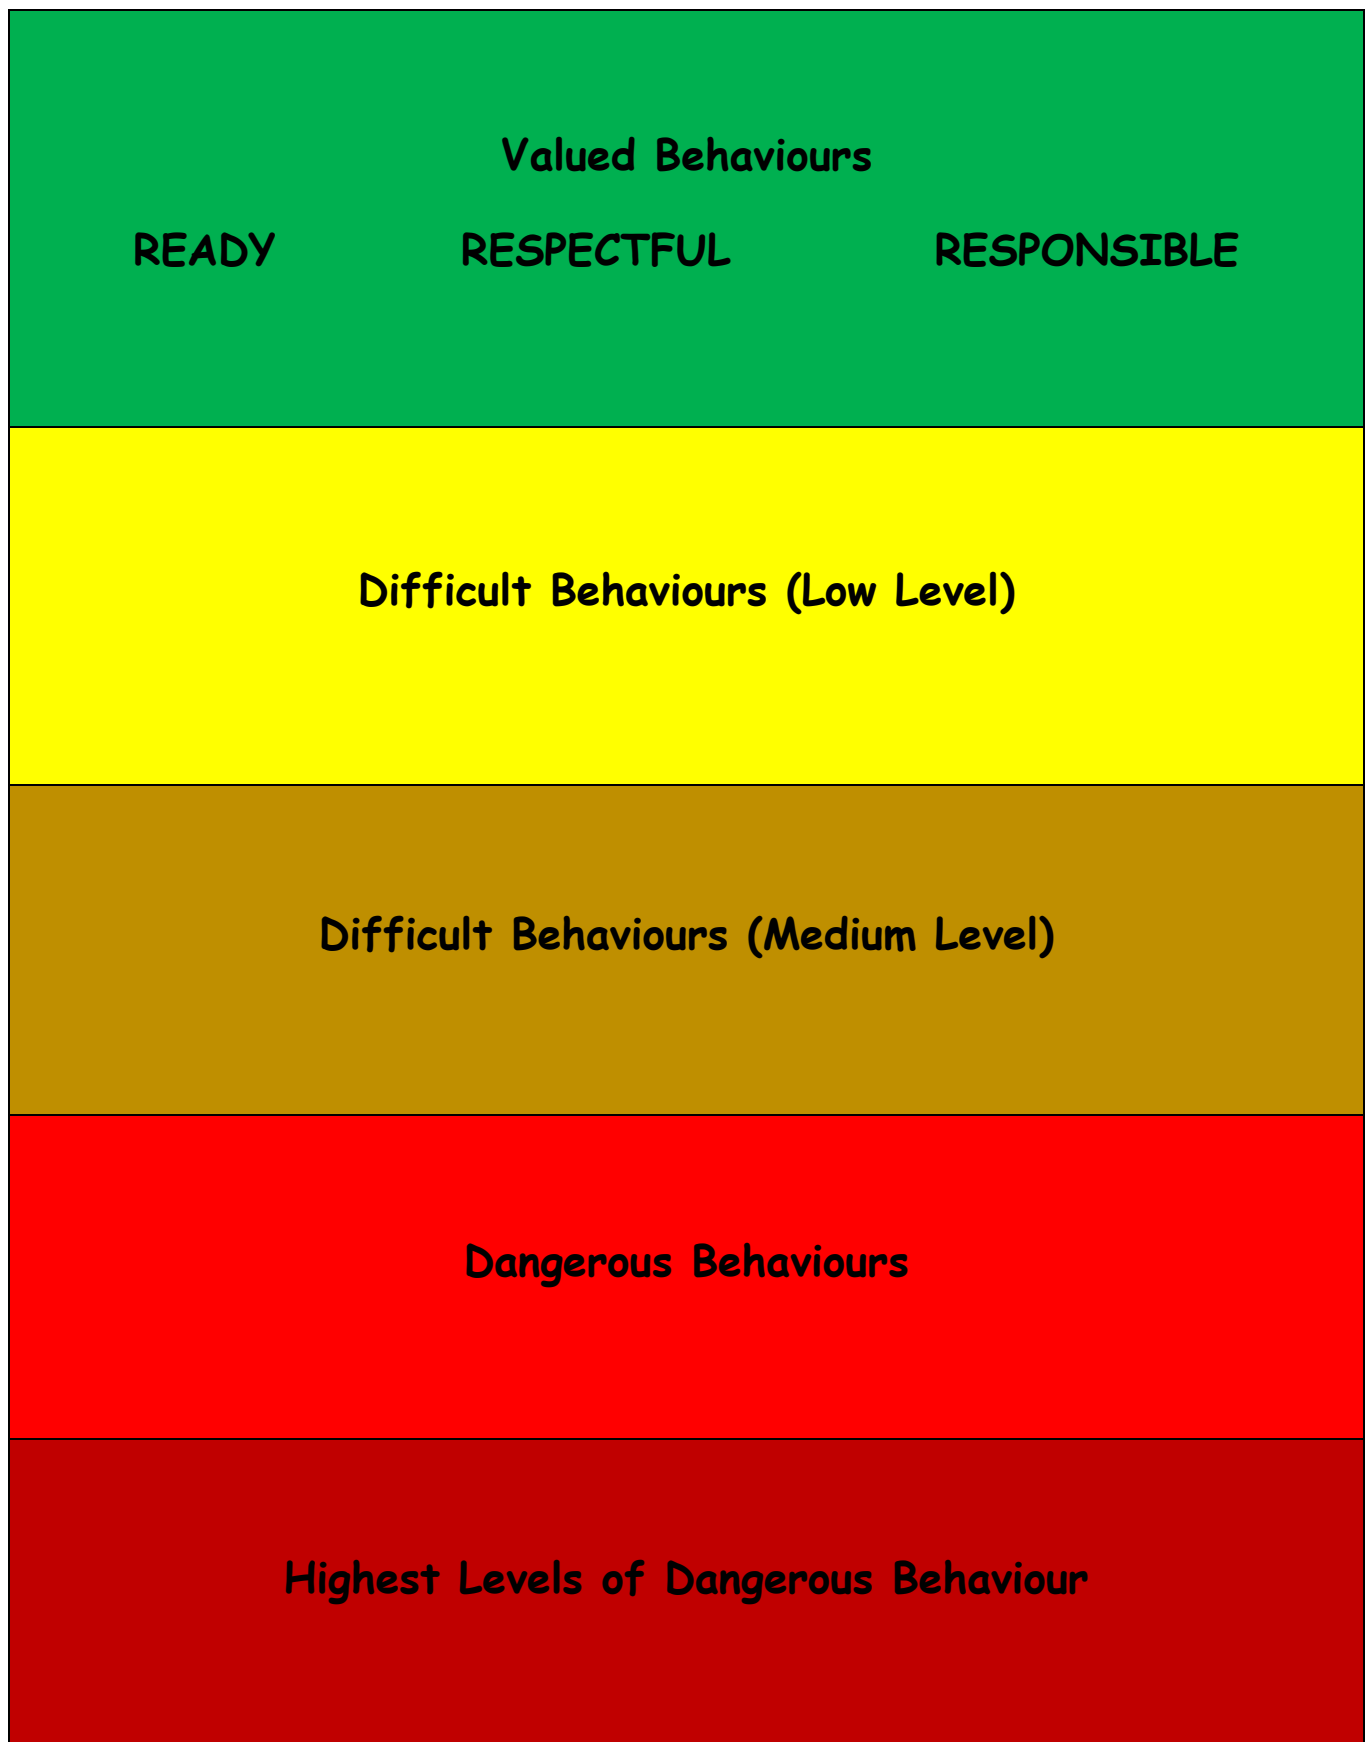 Valued Behaviours
READY RESPECTFUL RESPONSIBLE
Difficult Behaviours (Low Level)
Difficult Behaviours (Medium Level)
Dangerous Behaviours
Highest Levels of Dangerous Behaviour